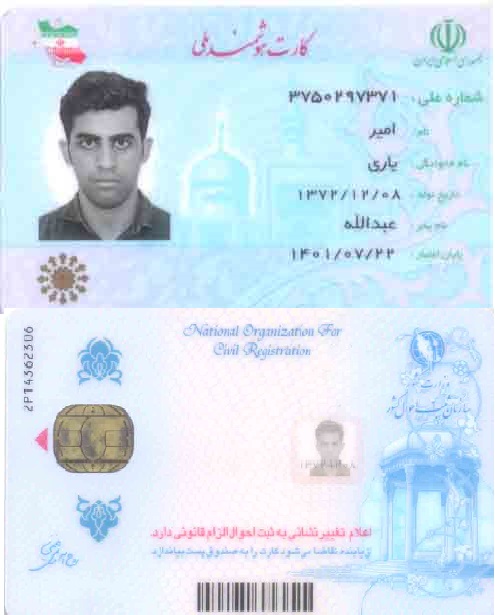 کارت هوشمند ملی
جمهوری اسلامی ایران
شماره ملی: ۳۷۵۰۲۹۷۳۷۱
نام: امیر
نام خانوادگی: یاری
تاریخ تولد: ۱۳۷۲/۱۲/۰۸
نام پدر: عبدالله
پایان اعتبار: ۱۴۰۱/۰۷/۲۲
National Organization For
Civil Registration
2PT4362306
وزارت کشور
سازمان ثبت احوال کشور
اعلام تغییر نشانی به ثبت احوال الزام قانونی دارد.
از یابنده تقاضا می شود کارت را به صندوق پست بیاندازد